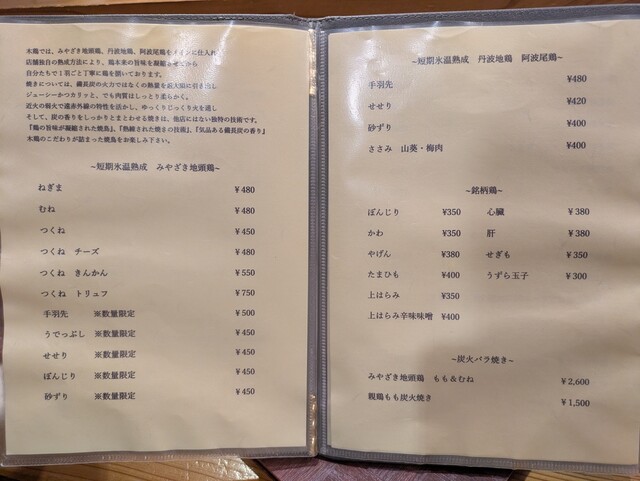 木鶏では、みやざき地頭鶏、丹波地鶏、阿波尾鶏をメインに仕入れ
店舗独自の熟成方法により、鶏本来の旨味を凝縮させてから
自分たちで1羽ごと丁寧に鶏を捌いております。
焼きについては、備長炭の火力ではなくの熱量を最大限に引き出し
ジューシーかつカリッと、でも肉質はしっとり柔らかく。
近火の弱火で遠赤外線の特性を活かし、ゆっくりじっくり火を通し
そして、炭の香りをしっかりとまとわせる焼きは、他店にはない独特の技術です。
『鶏の旨味が凝縮された焼鳥』、『熟練された焼きの技術』、『気品ある備長炭の香り』
木鶏のこだわりが詰まった焼鳥をお楽しみ下さい。
~短期氷温熟成 みやざき地頭鶏~
ねぎま ¥480
むね ¥480
つくね ¥450
つくね チーズ ¥480
つくね きんかん ¥550
つくね トリュフ ¥750
手羽先 ※数量限定 ¥500
うでっぷし ※数量限定 ¥450
せせり ※数量限定 ¥450
ぼんじり ※数量限定 ¥450
砂ずり ※数量限定 ¥450
~短期氷温熟成 丹波地鶏 阿波尾鶏~
手羽先 ¥480
せせり ¥420
砂ずり ¥400
ささみ 山葵・梅肉 ¥400
~銘柄鶏~
ぼんじり ¥350 心臓 ¥380
かわ ¥350 肝 ¥380
やげん ¥380 せぎも ¥350
たまひも ¥400 うずら玉子 ¥300
上はらみ ¥350
上はらみ辛味味噌 ¥400
~炭火バラ焼き~
みやざき地頭鶏 もも&むね ¥2,600
親鶏もも炭火焼き ¥1,500